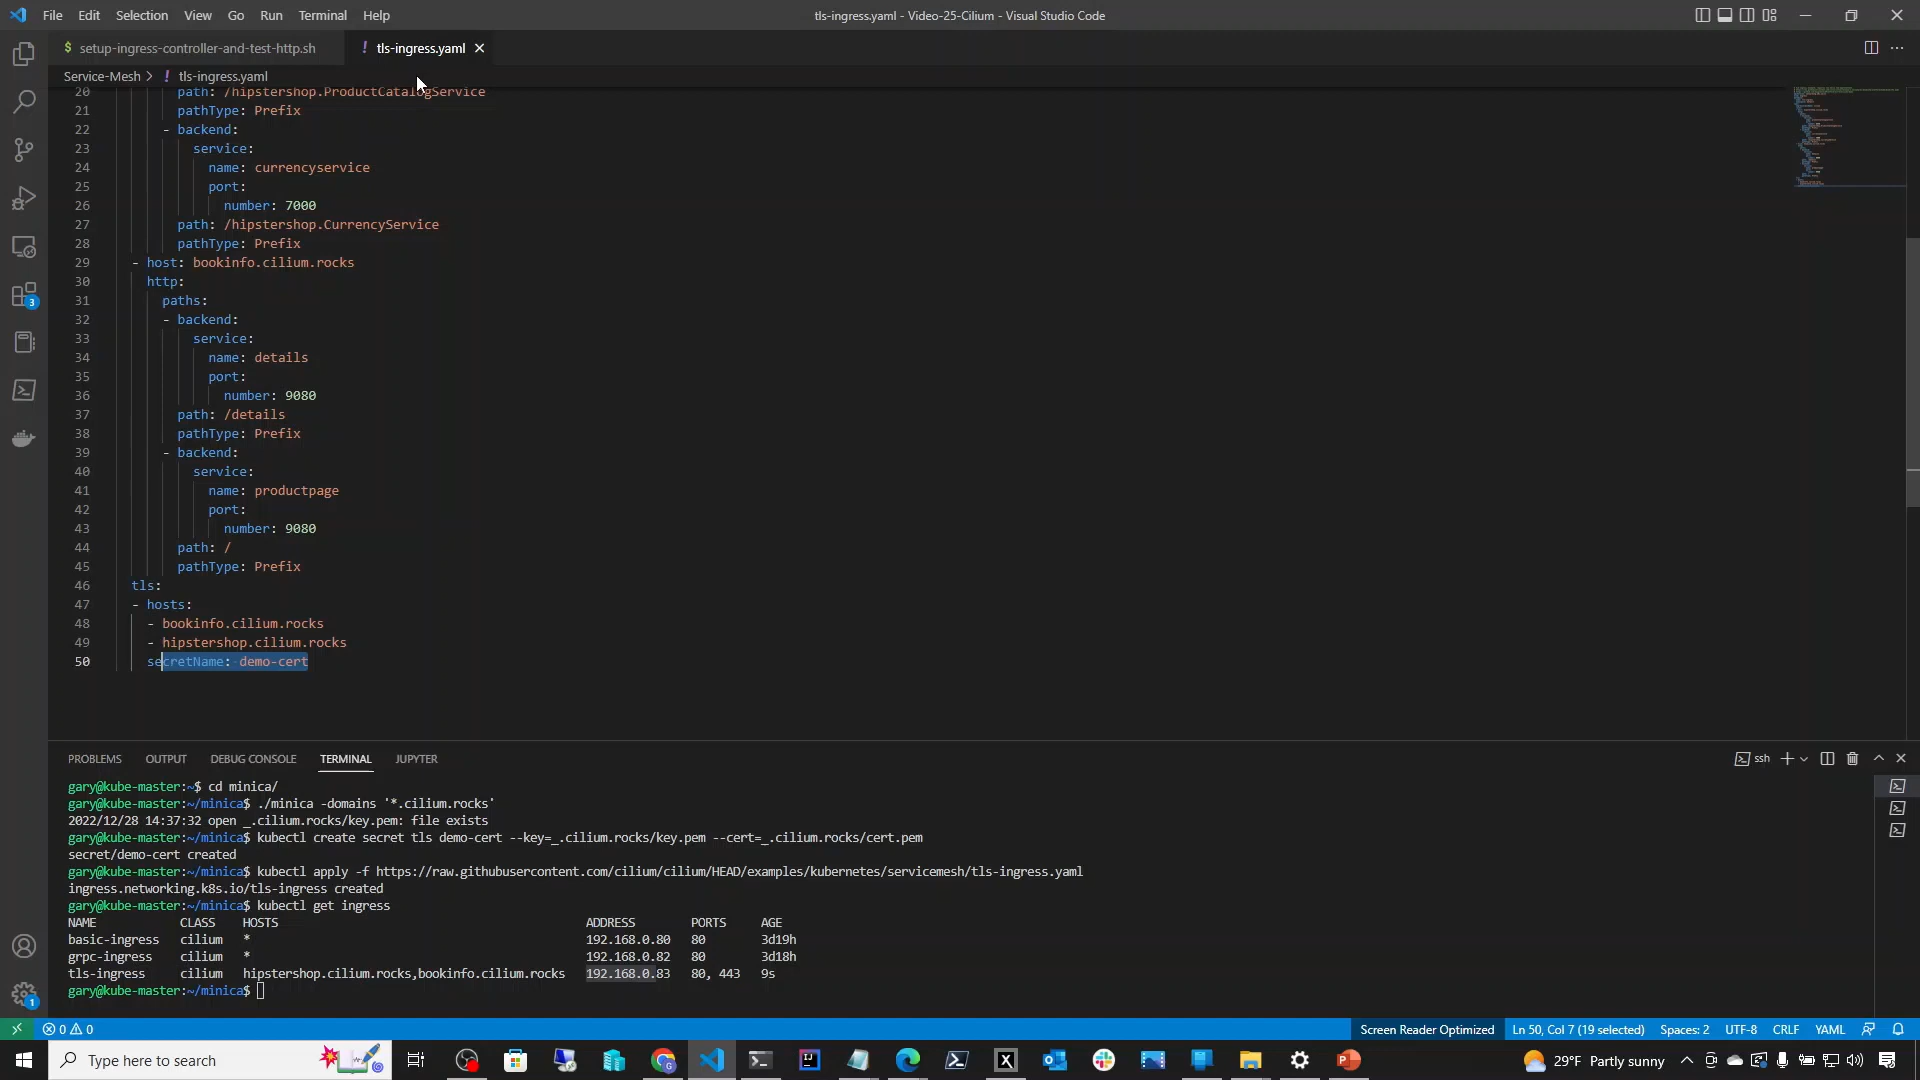 File Edit Selection View Go Run Terminal Help
tls-ingress.yaml - Video-25-Cilium - Visual Studio Code
$ setup-ingress-controller-and-test-http.sh
! tls-ingress.yaml
Service-Mesh > ! tls-ingress.yaml
20 path: /hipstershop.ProductCatalogService
21 pathType: Prefix
22 - backend:
23 service:
24 name: currencyservice
25 port:
26 number: 7000
27 path: /hipstershop.CurrencyService
28 pathType: Prefix
29 - host: bookinfo.cilium.rocks
30 http:
31 paths:
32 - backend:
33 service:
34 name: details
35 port:
36 number: 9080
37 path: /details
38 pathType: Prefix
39 - backend:
40 service:
41 name: productpage
42 port:
43 number: 9080
44 path: /
45 pathType: Prefix
46 tls:
47 - hosts:
48 - bookinfo.cilium.rocks
49 - hipstershop.cilium.rocks
50 secretName: demo-cert
3
1
PROBLEMS OUTPUT DEBUG CONSOLE TERMINAL JUPYTER
ssh
gary@kube-master:~$ cd minica/
gary@kube-master:~/minica$ ./minica -domains '*.cilium.rocks'
2022/12/28 14:37:32 open _.cilium.rocks/key.pem: file exists
gary@kube-master:~/minica$ kubectl create secret tls demo-cert --key=_.cilium.rocks/key.pem --cert=_.cilium.rocks/cert.pem
secret/demo-cert created
gary@kube-master:~/minica$ kubectl apply -f https://raw.githubusercontent.com/cilium/cilium/HEAD/examples/kubernetes/servicemesh/tls-ingress.yaml
ingress.networking.k8s.io/tls-ingress created
gary@kube-master:~/minica$ kubectl get ingress
NAME CLASS HOSTS ADDRESS PORTS AGE
basic-ingress cilium * 192.168.0.80 80 3d19h
grpc-ingress cilium * 192.168.0.82 80 3d18h
tls-ingress cilium hipstershop.cilium.rocks,bookinfo.cilium.rocks 192.168.0.83 80, 443 9s
gary@kube-master:~/minica$
0 0
Screen Reader Optimized Ln 50, Col 7 (19 selected) Spaces: 2 UTF-8 CRLF YAML
Type here to search
29°F Partly sunny